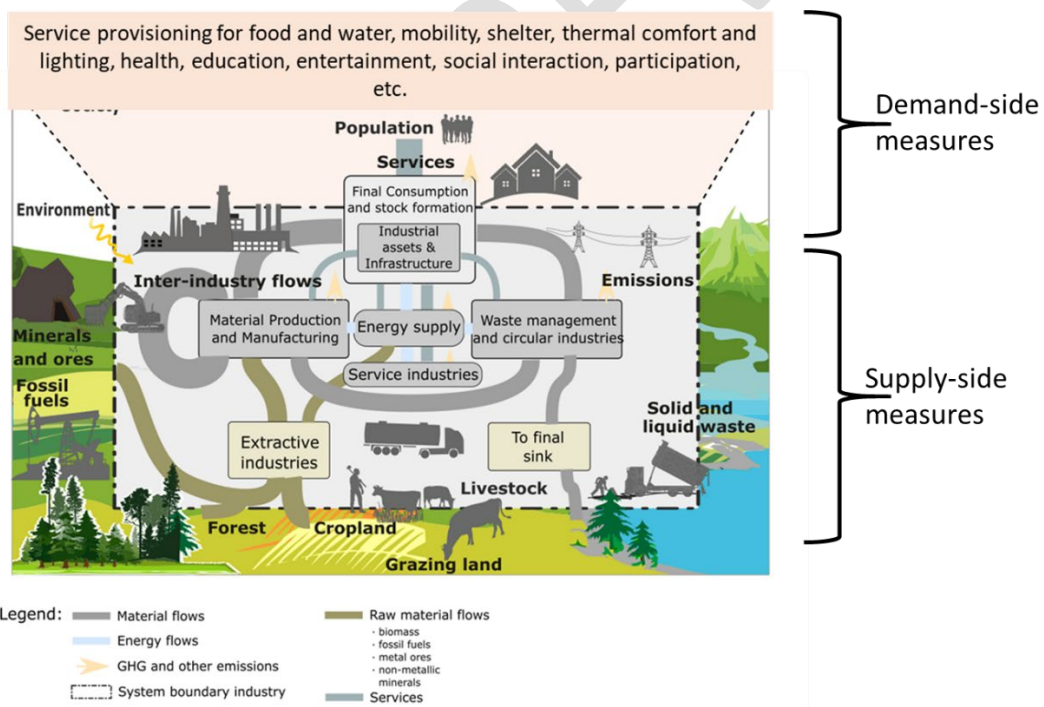 Service provisioning for food and water, mobility, shelter, thermal comfort and
lighting, health, education, entertainment, social interaction, participation,
etc.
Demand-side
measures
Population
Services
Final Consumption
and stock formation
Environment
Industrial
assets &
Infrastructure
Inter-industry flows
Emissions
Material Production
and Manufacturing
Energy supply
Waste management
and circular industries
Minerals
and ores
Service industries
Fossil
fuels
Supply-side
measures
Solid and
liquid waste
Extractive
industries
To final
sink
Livestock
Forest
Cropland
Grazing land
Legend:
Material flows
Energy flows
GHG and other emissions
System boundary industry
Raw material flows
· biomass
· fossil fuels
· metal ores
· non-metallic
minerals
Services